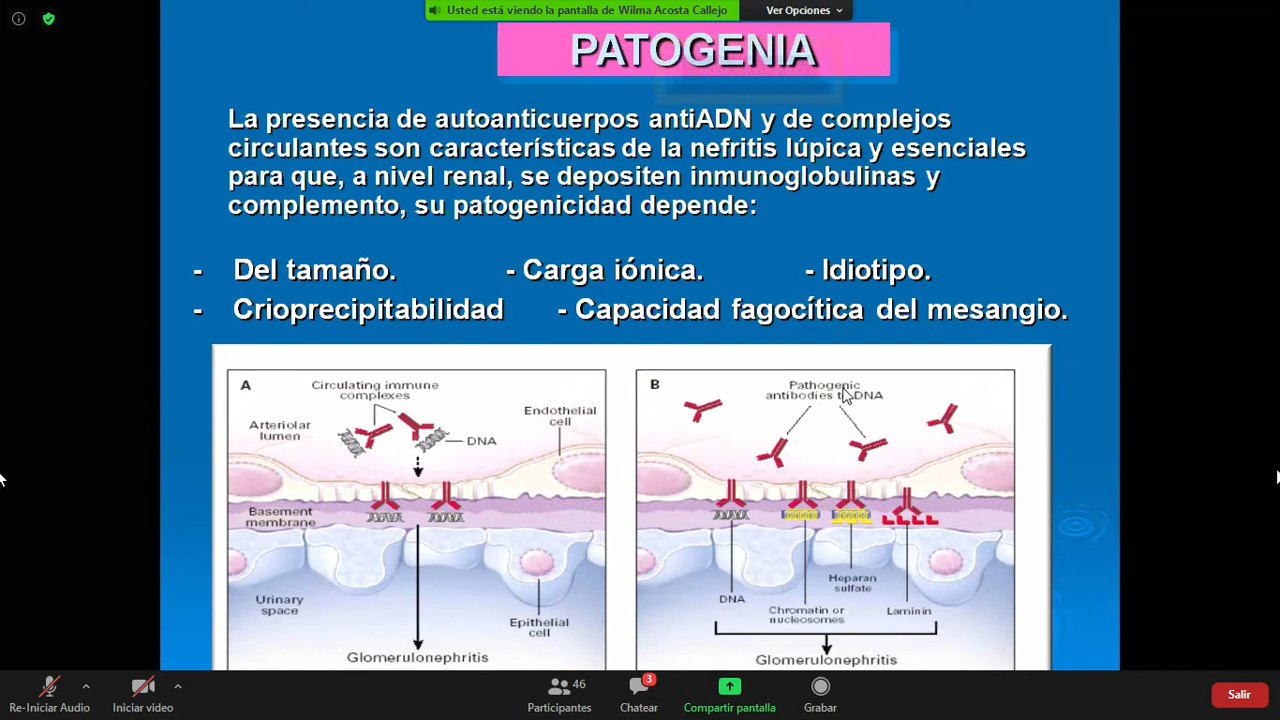 Usted está viendo la pantalla de Wilma Acosta Callejo
Ver Opciones
PATOGENIA
La presencia de autoanticuerpos antiADN y de complejos
circulantes son características de la nefritis lúpica y esenciales
para que, a nivel renal, se depositen inmunoglobulinas y
complemento, su patogenicidad depende:
- Del tamaño. - Carga iónica. - Idiotipo.
- Crioprecipitabilidad - Capacidad fagocítica del mesangio.
A
Circulating immune
complexes
Arteriolar
lumen
DNA
Endothelial
cell
Basement
membrane
Urinary
space
Epithelial
cell
Glomerulonephritis
B
Pathogenic
antibodies to DNA
DNA
Chromatin or
nucleosomes
Heparan
sulfate
Laminin
Glomerulonephritis
Re-Iniciar Audio
Iniciar video
46
Participantes
3
Chatear
Compartir pantalla
Grabar
Salir